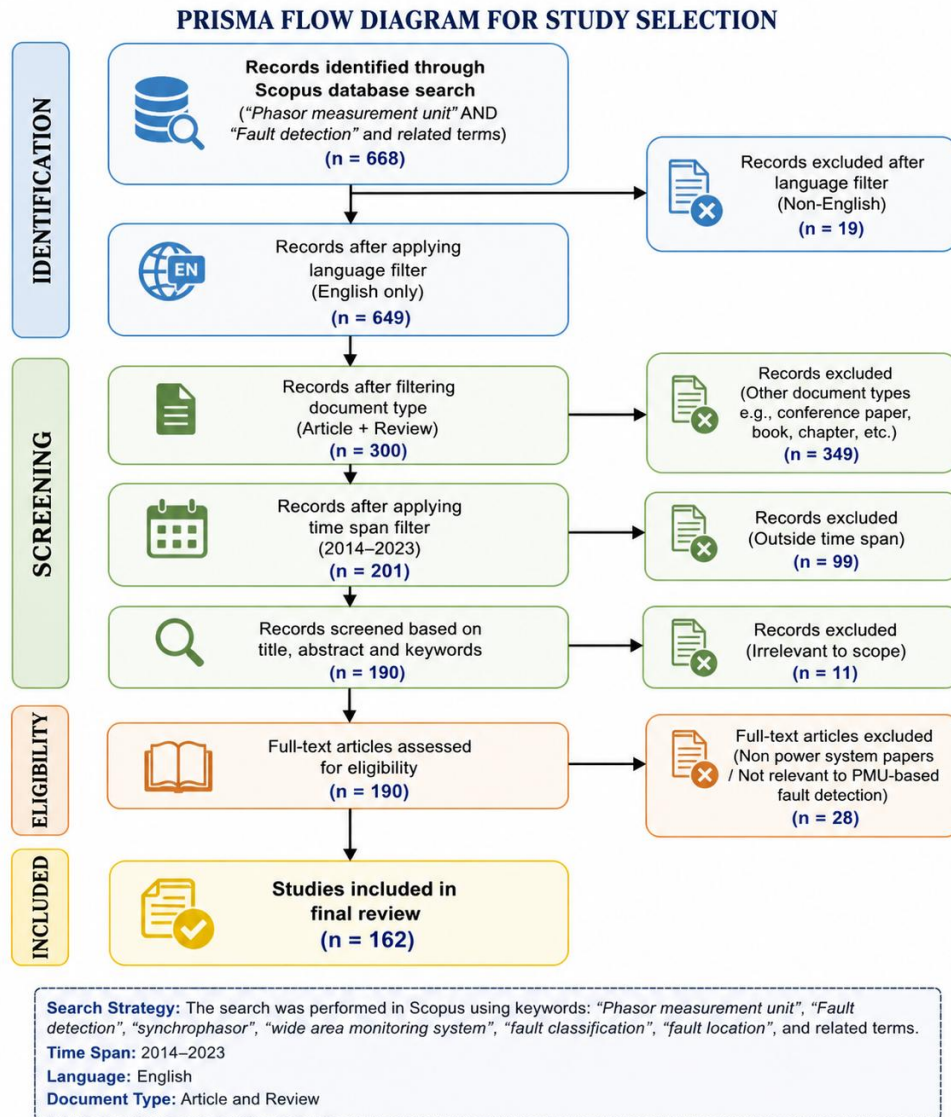 PRISMA FLOW DIAGRAM FOR STUDY SELECTION
IDENTIFICATION
Records identified through
Scopus database search
(“Phasor measurement unit” AND
“Fault detection” and related terms)
(n = 668)
Records excluded after
language filter
(Non-English)
(n = 19)
EN
Records after applying
language filter
(English only)
(n = 649)
SCREENING
Records after filtering
document type
(Article + Review)
(n = 300)
Records excluded
(Other document types
e.g., conference paper,
book, chapter, etc.)
(n = 349)
Records after applying
time span filter
(2014–2023)
(n = 201)
Records excluded
(Outside time span)
(n = 99)
Records screened based on
title, abstract and keywords
(n = 190)
Records excluded
(Irrelevant to scope)
(n = 11)
ELIGIBILITY
Full-text articles assessed
for eligibility
(n = 190)
Full-text articles excluded
(Non power system papers
/ Not relevant to PMU-based
fault detection)
(n = 28)
INCLUDED
Studies included in
final review
(n = 162)
Search Strategy: The search was performed in Scopus using keywords: “Phasor measurement unit”, “Fault
detection”, “synchrophasor”, “wide area monitoring system”, “fault classification”, “fault location”, and related terms.
Time Span: 2014–2023
Language: English
Document Type: Article and Review